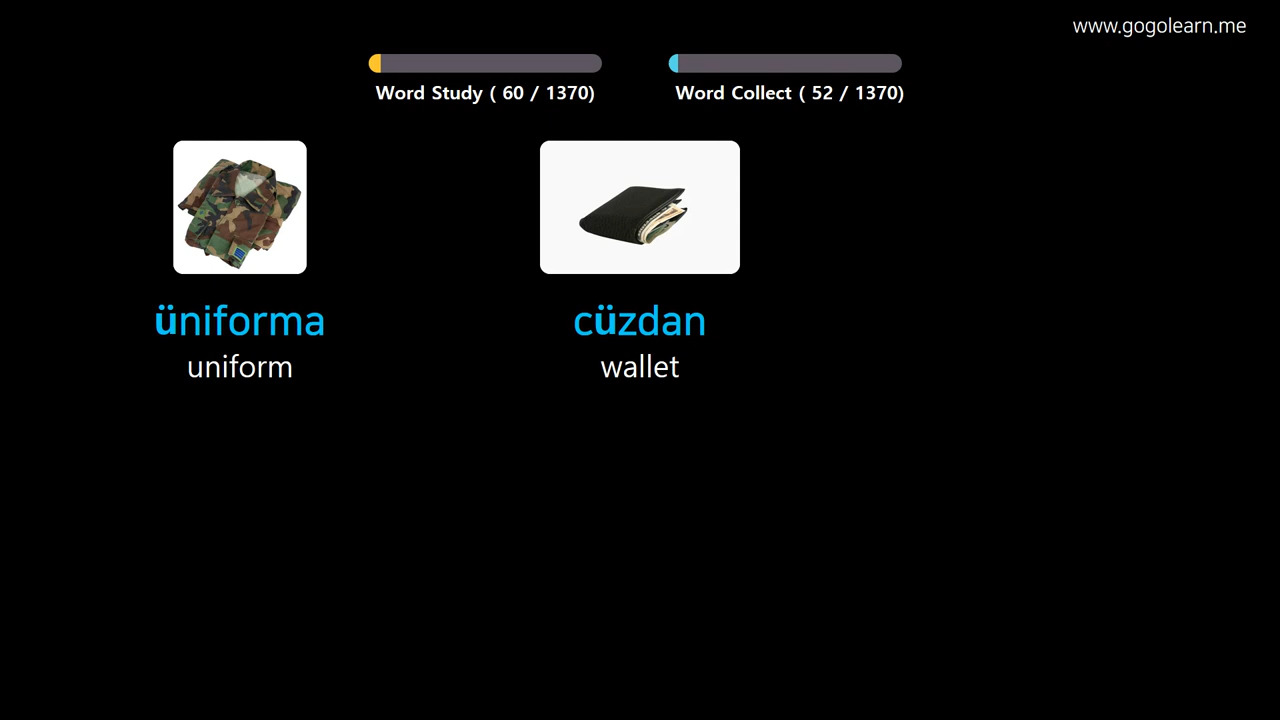 www.gogolearn.me
Word Study ( 60 / 1370)
Word Collect ( 52 / 1370)
üniforma
uniform
cüzdan
wallet